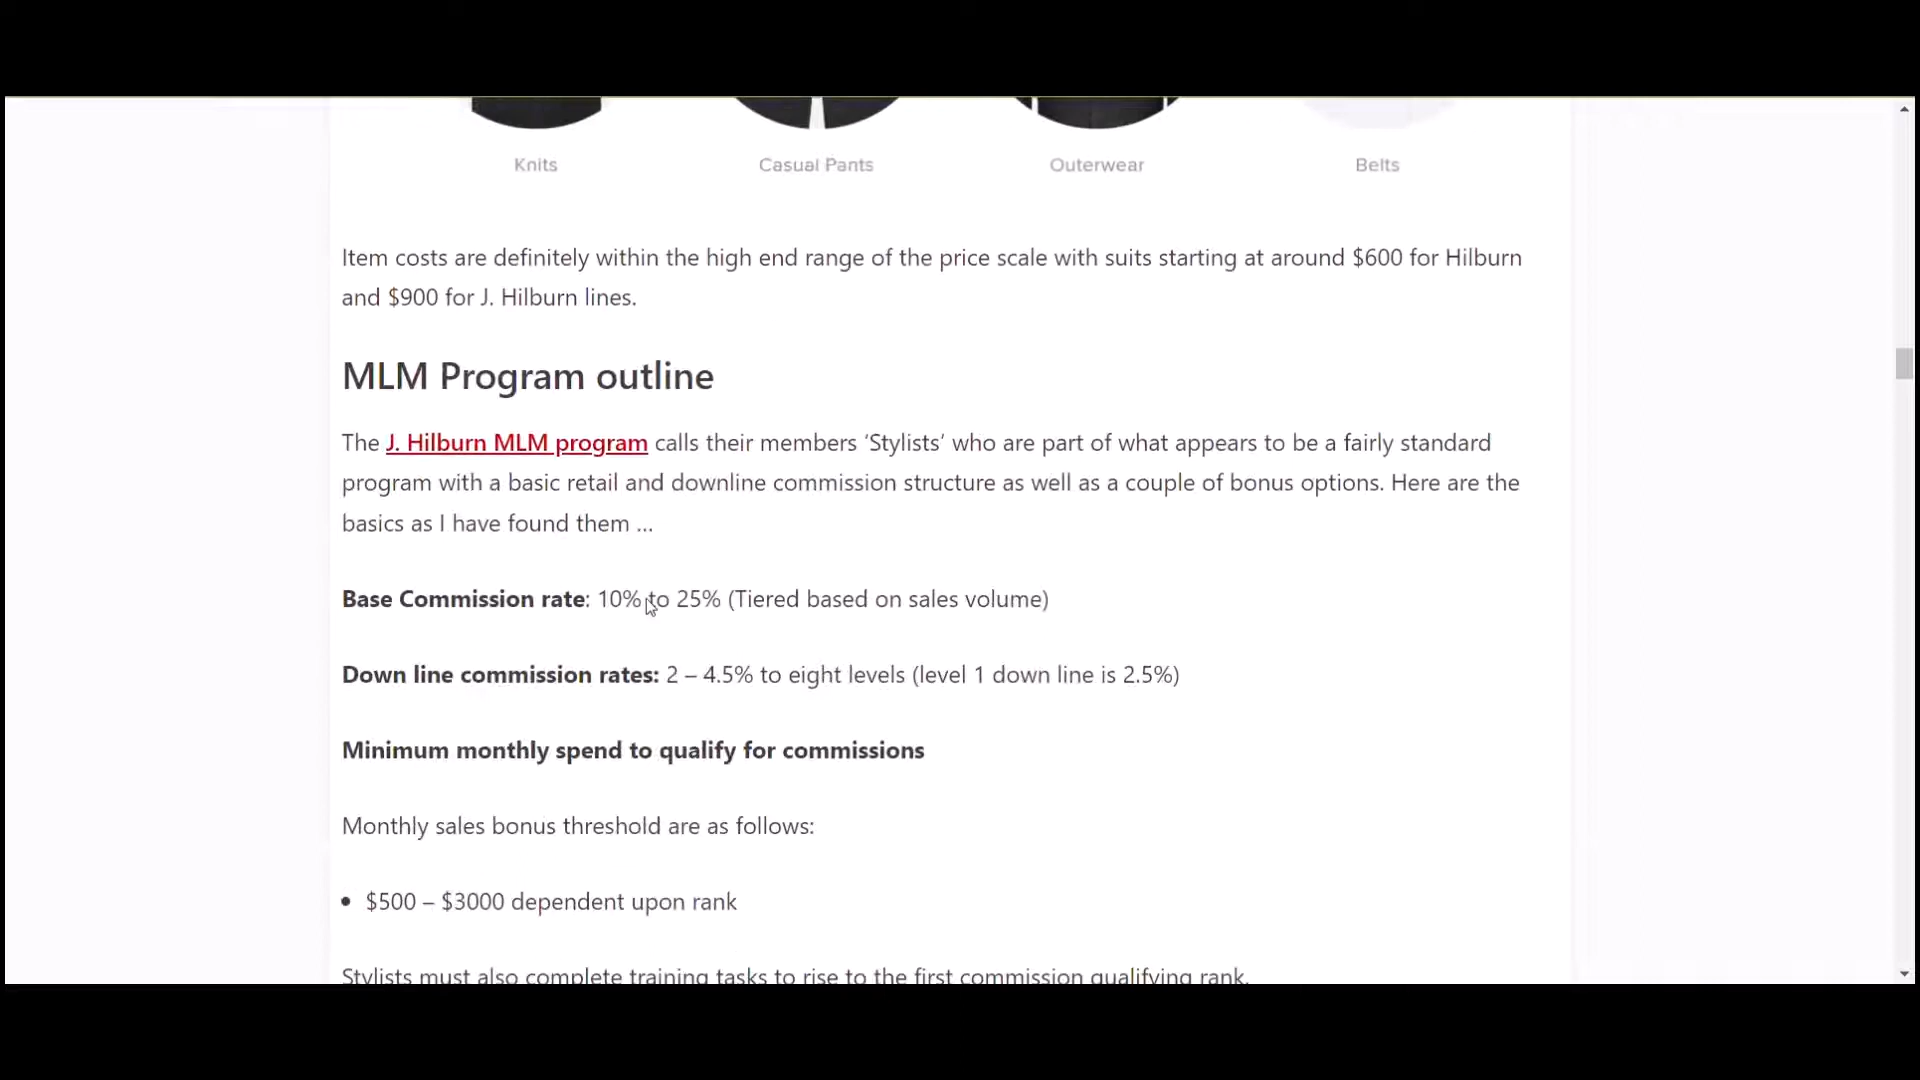 Knits Casual Pants Outerwear Belts
Item costs are definitely within the high end range of the price scale with suits starting at around $600 for Hilburn
and $900 for J. Hilburn lines.
MLM Program outline
The J. Hilburn MLM program calls their members ‘Stylists’ who are part of what appears to be a fairly standard
program with a basic retail and downline commission structure as well as a couple of bonus options. Here are the
basics as I have found them ...
Base Commission rate: 10% to 25% (Tiered based on sales volume)
Down line commission rates: 2 – 4.5% to eight levels (level 1 down line is 2.5%)
Minimum monthly spend to qualify for commissions
Monthly sales bonus threshold are as follows:
• $500 – $3000 dependent upon rank
Stylists must also complete training tasks to rise to the first commission qualifying rank.